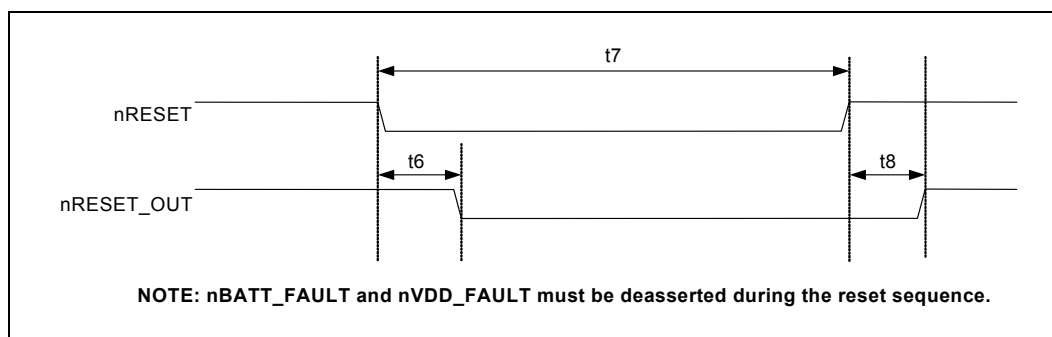 t7
nRESET
t6
t8
nRESET_OUT
NOTE: nBATT_FAULT and nVDD_FAULT must be deasserted during the reset sequence.